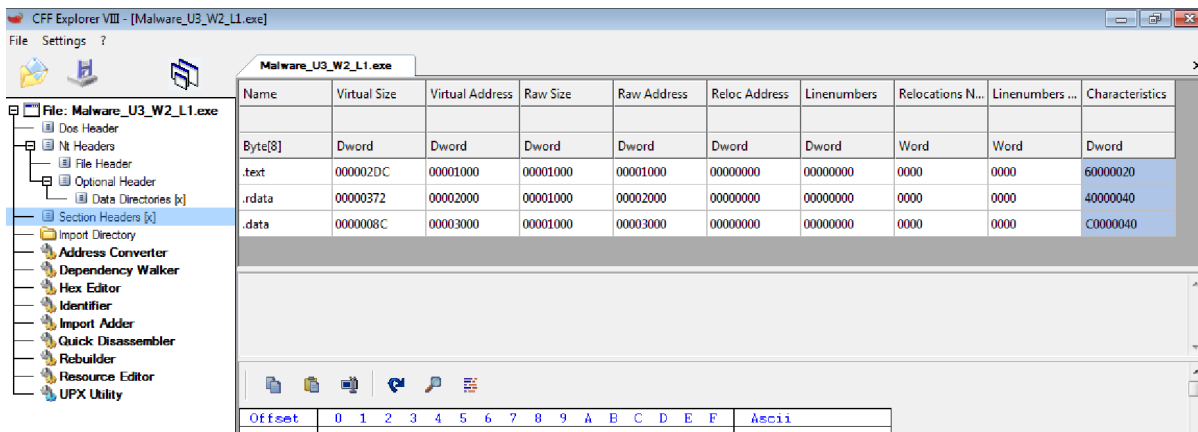 CFF Explorer VIII - [Malware_U3_W2_L1.exe]
File Settings ?
Malware_U3_W2_L1.exe
File: Malware_U3_W2_L1.exe
Dos Header
Nt Headers
File Header
Optional Header
Data Directories [x]
Section Headers [x]
Import Directory
Address Converter
Dependency Walker
Hex Editor
Identifier
Import Adder
Quick Disassembler
Rebuilder
Resource Editor
UPX Utility
Name Virtual Size Virtual Address Raw Size Raw Address Reloc Address Linenumbers Relocations N... Linenumbers ... Characteristics
Byte[8] Dword Dword Dword Dword Dword Dword Word Word Dword
.text 000002DC 00001000 00001000 00001000 00000000 00000000 0000 0000 60000020
.rdata 00000372 00002000 00001000 00002000 00000000 00000000 0000 0000 40000040
.data 0000008C 00003000 00001000 00003000 00000000 00000000 0000 0000 C0000040
Offset 0 1 2 3 4 5 6 7 8 9 A B C D E F Ascii